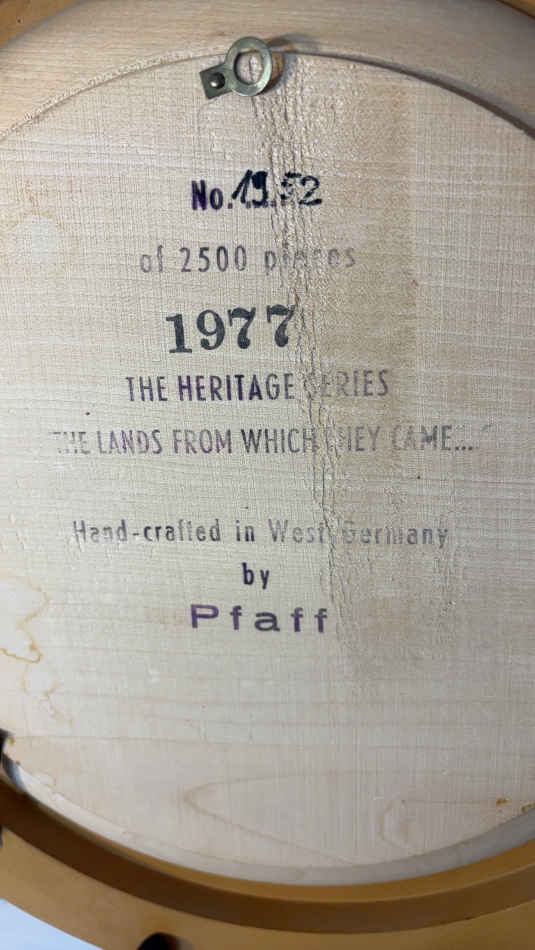 No. 1952
of 2500 pieces
1977
THE HERITAGE SERIES
"THE LANDS FROM WHICH THEY CAME..."
Hand-crafted in West Germany
by
Pfaff